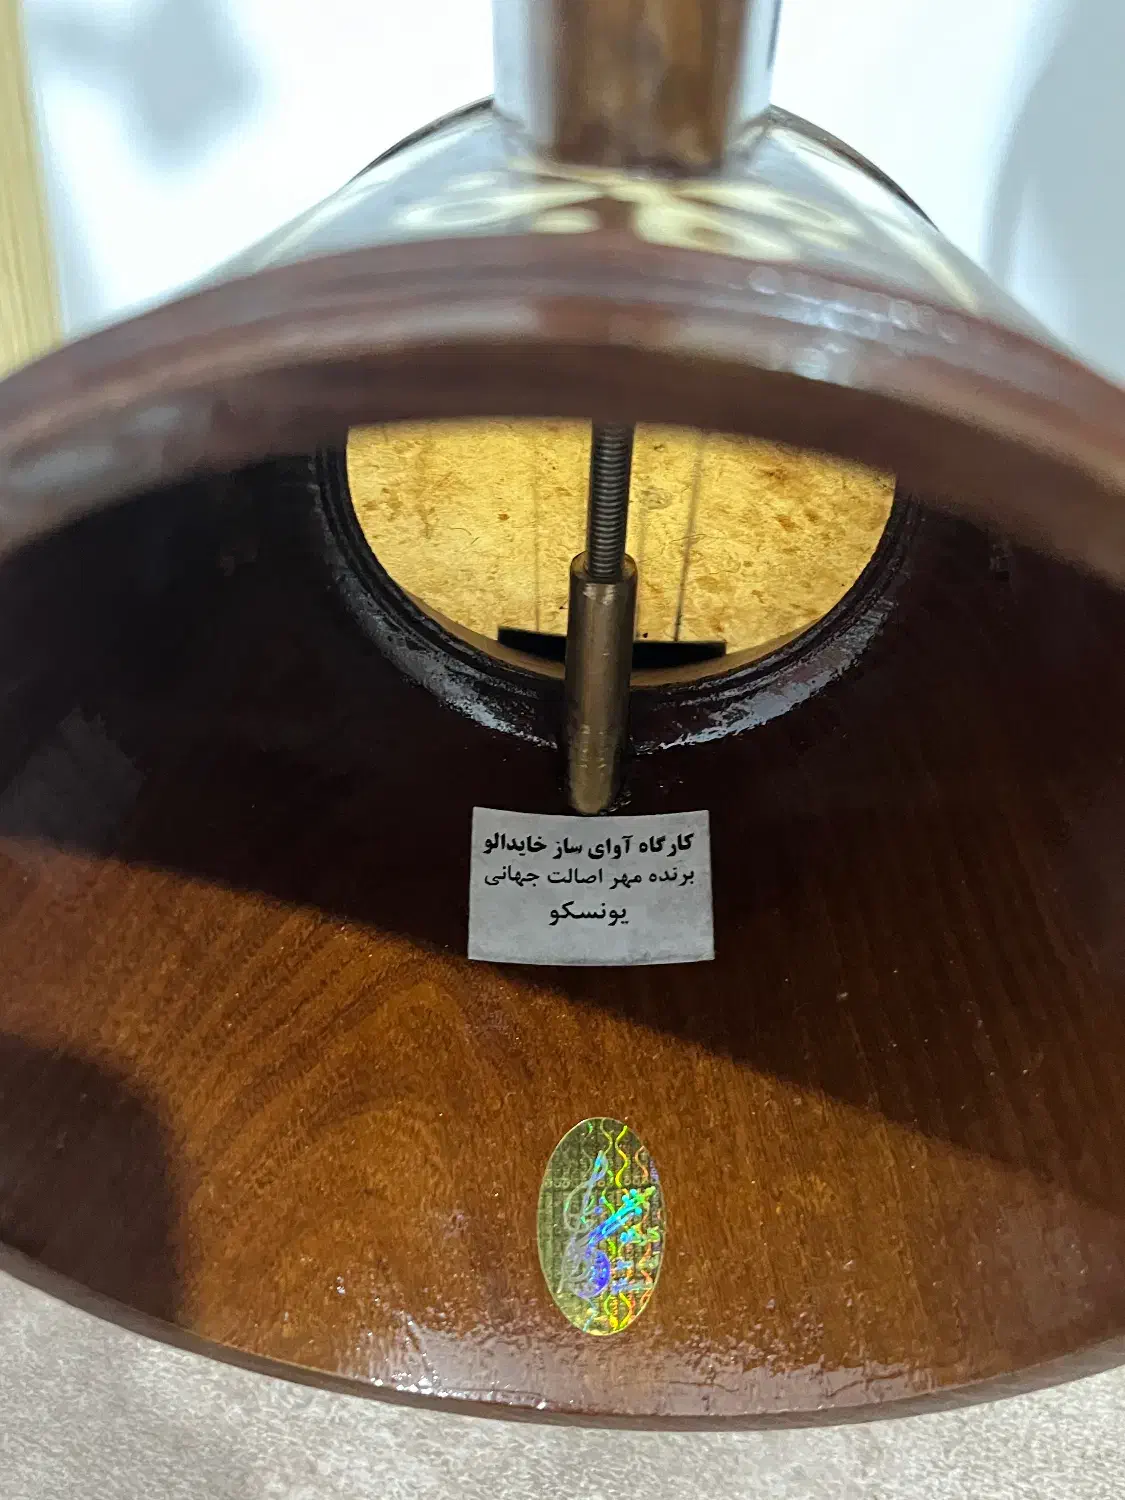 کارگاه آوای ساز خایدالو
برنده مهر اصالت جهانی
یونسکو